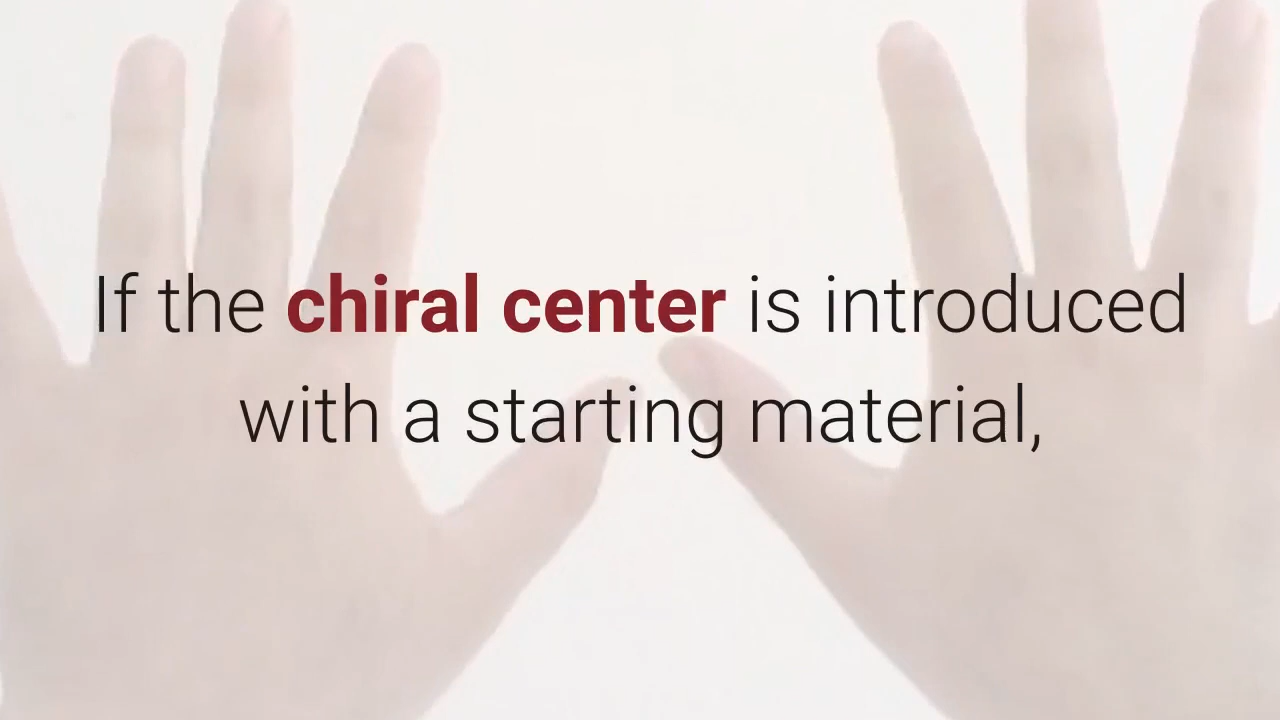 If the chiral center is introduced
with a starting material,